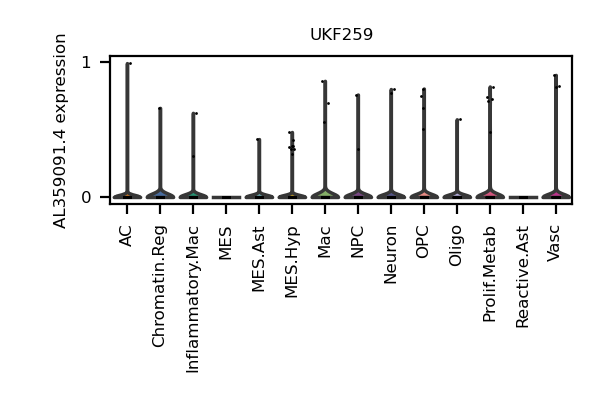 UKF259
AL359091.4 expression
1
0
AC
Chromatin.Reg
Inflammatory.Mac
MES
MES.Ast
MES.Hyp
Mac
NPC
Neuron
OPC
Oligo
Prolif.Metab
Reactive.Ast
Vasc